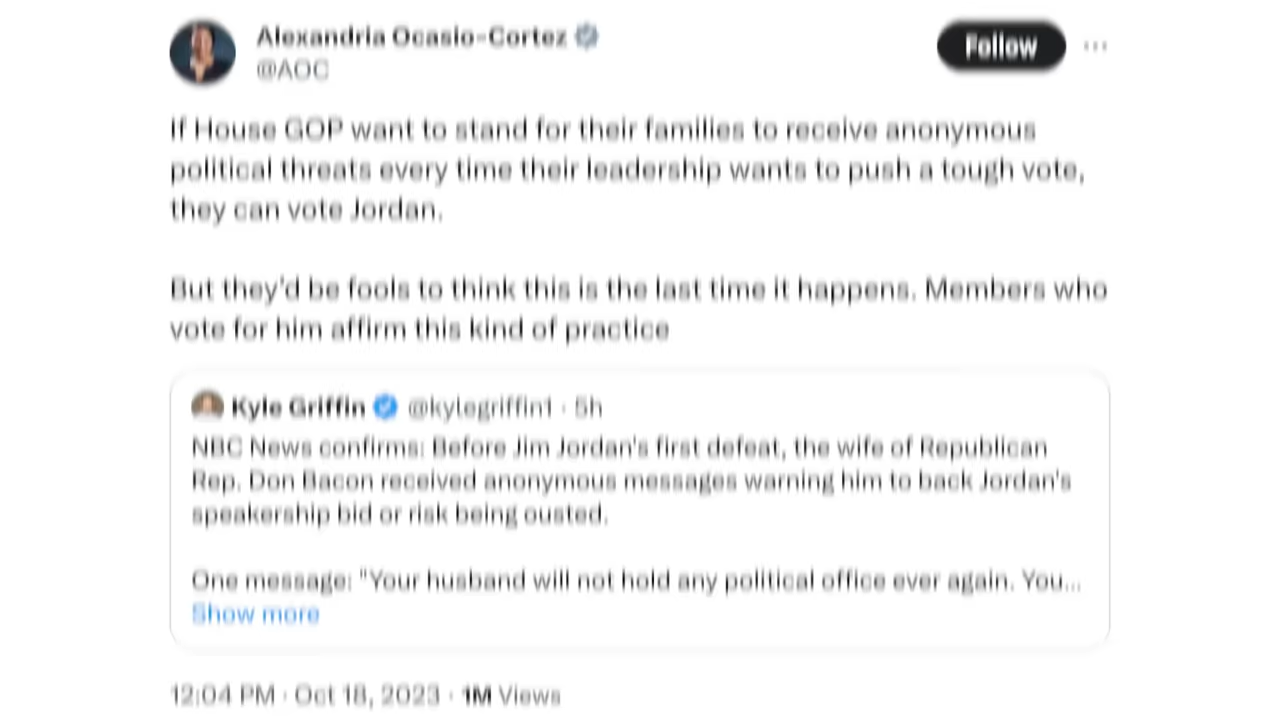 Alexandria Ocasio-Cortez
@AOC
Follow
If House GOP want to stand for their families to receive anonymous
political threats every time their leadership wants to push a tough vote,
they can vote Jordan.
But they'd be fools to think this is the last time it happens. Members who
vote for him affirm this kind of practice
Kyle Griffin @kylegriffin1 · 5h
NBC News confirms: Before Jim Jordan's first defeat, the wife of Republican
Rep. Don Bacon received anonymous messages warning him to back Jordan's
speakership bid or risk being ousted.
One message: "Your husband will not hold any political office ever again. You...
Show more
12:04 PM · Oct 18, 2023 · 1M Views